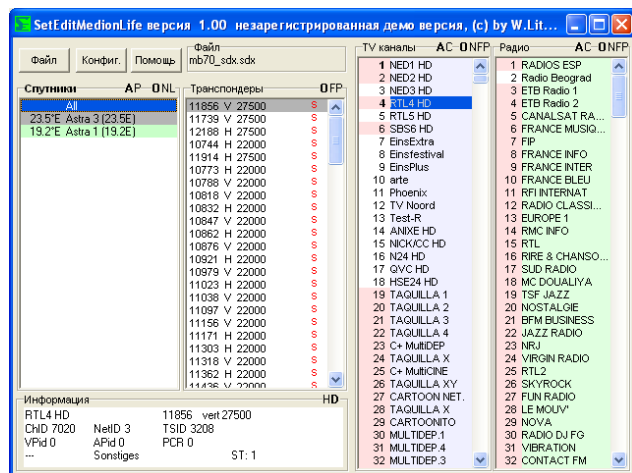 SetEditMedionLife версия 1.00 незарегистрированная демо версия, (c) by W.Lit...
Файл Конфиг. Помощь
Файл
mb70_sdx.sdx
Спутники AP ONL
All
23.5°E Astra 3 (23.5E)
19.2°E Astra 1 (19.2E)
Транспондеры OFP
11856 V 27500 S
11739 V 27500 S
12188 H 27500 S
10744 H 22000 S
11914 H 27500 S
10773 H 22000 S
10788 V 22000 S
10818 V 22000 S
10832 H 22000 S
10847 V 22000 S
10862 H 22000 S
10876 V 22000 S
10921 H 22000 S
10979 V 22000 S
11023 H 22000 S
11038 V 22000 S
11097 V 22000 S
11156 V 22000 S
11171 H 22000 S
11303 H 22000 S
11318 V 22000 S
11362 H 22000 S
11436 V 22000 S
TV каналы AC ONFP
1 NED1 HD
2 NED2 HD
3 NED3 HD
4 RTL4 HD
5 RTL5 HD
6 SBS6 HD
7 EinsExtra
8 Einsfestival
9 EinsPlus
10 arte
11 Phoenix
12 TV Noord
13 Test-R
14 ANIXE HD
15 NICK/CC HD
16 N24 HD
17 QVC HD
18 HSE24 HD
19 TAQUILLA 1
20 TAQUILLA 2
21 TAQUILLA 3
22 TAQUILLA 4
23 C+ MultiDEP
24 TAQUILLA X
25 C+ MultiCINE
26 TAQUILLA XY
27 CARTOON NET.
28 TAQUILLA X
29 CARTOONITO
30 MULTIDEP.1
31 MULTIDEP.4
32 MULTIDEP.3
Радио AC ONFP
1 RADIOS ESP
2 Radio Beograd
3 ETB Radio 1
4 ETB Radio 2
5 CANALSAT RA...
6 FRANCE MUSIQ...
7 FIP
8 FRANCE INFO
9 FRANCE INTER
10 FRANCE BLEU
11 RFI INTERNAT
12 RADIO CLASSI...
13 EUROPE 1
14 RMC INFO
15 RTL
16 RIRE & CHANSO...
17 SUD RADIO
18 MC DOUALIYA
19 TSF JAZZ
20 NOSTALGIE
21 BFM BUSINESS
22 JAZZ RADIO
23 NRJ
24 VIRGIN RADIO
25 RTL2
26 SKYROCK
27 FUN RADIO
28 LE MOUV'
29 NOVA
30 RADIO DJ FG
31 VIBRATION
32 CONTACT FM
Информация HD
RTL4 HD 11856 vert 27500
ChID 7020 NetID 3 TSID 3208
VPid 0 APid 0 PCR 0
--- Sonstiges ST: 1